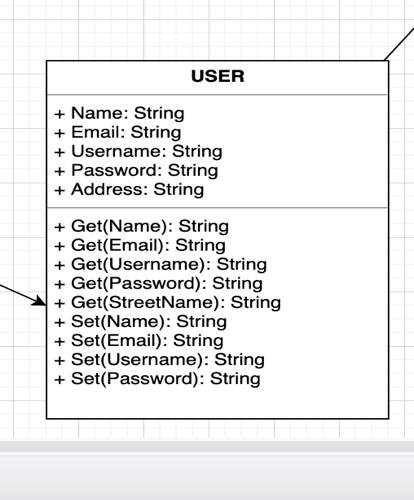 USER
+ Name: String
+ Email: String
+ Username: String
+ Password: String
+ Address: String
+ Get(Name): String
+ Get(Email): String
+ Get(Username): String
+ Get(Password): String
+ Get(StreetName): String
+ Set(Name): String
+ Set(Email): String
+ Set(Username): String
+ Set(Password): String